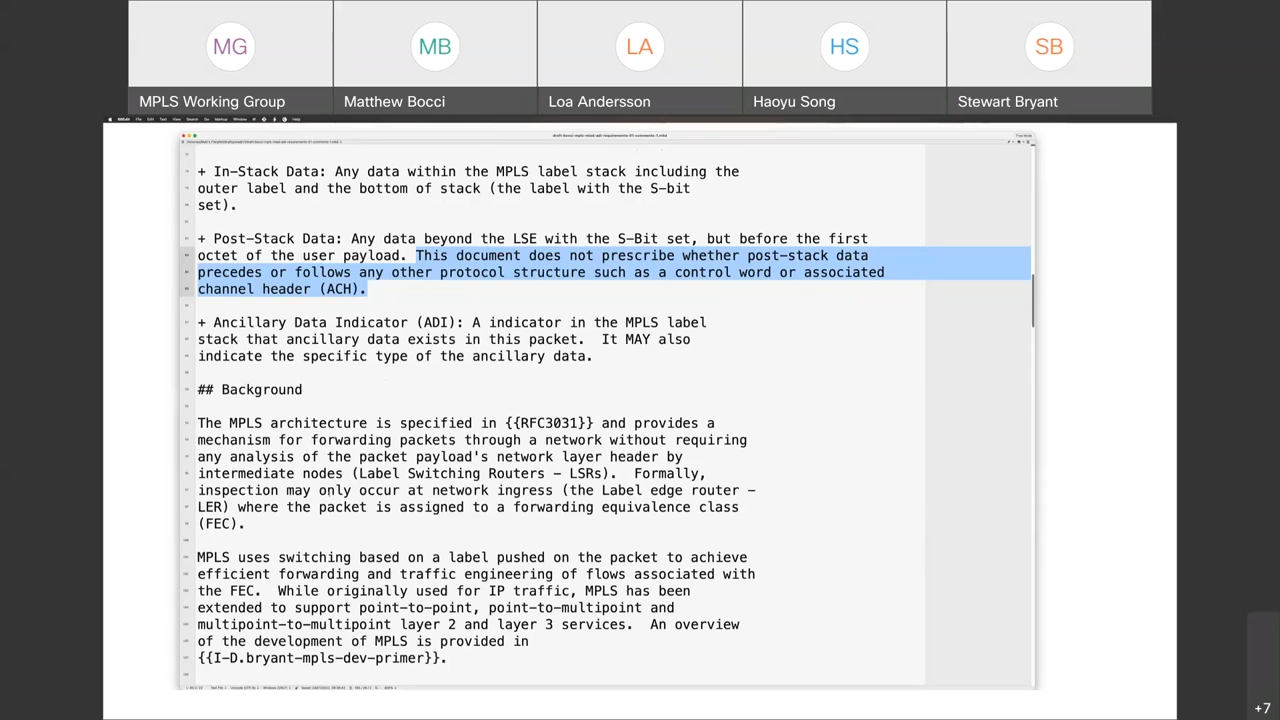 MG
MB
LA
HS
SB
MPLS Working Group
Matthew Bocci
Loa Andersson
Haoyu Song
Stewart Bryant
draft-bocci-mpls-miad-adi-requirements-01-comments-1.mkd
+ In-Stack Data: Any data within the MPLS label stack including the
outer label and the bottom of stack (the label with the S-bit
set).
+ Post-Stack Data: Any data beyond the LSE with the S-Bit set, but before the first
octet of the user payload. This document does not prescribe whether post-stack data
precedes or follows any other protocol structure such as a control word or associated
channel header (ACH).
+ Ancillary Data Indicator (ADI): A indicator in the MPLS label
stack that ancillary data exists in this packet.  It MAY also
indicate the specific type of the ancillary data.
## Background
The MPLS architecture is specified in {{RFC3031}} and provides a
mechanism for forwarding packets through a network without requiring
any analysis of the packet payload's network layer header by
intermediate nodes (Label Switching Routers - LSRs).  Formally,
inspection may only occur at network ingress (the Label edge router -
LER) where the packet is assigned to a forwarding equivalence class
(FEC).
MPLS uses switching based on a label pushed on the packet to achieve
efficient forwarding and traffic engineering of flows associated with
the FEC.  While originally used for IP traffic, MPLS has been
extended to support point-to-point, point-to-multipoint and
multipoint-to-multipoint layer 2 and layer 3 services.  An overview
of the development of MPLS is provided in
{{I-D.bryant-mpls-dev-primer}}.
+7